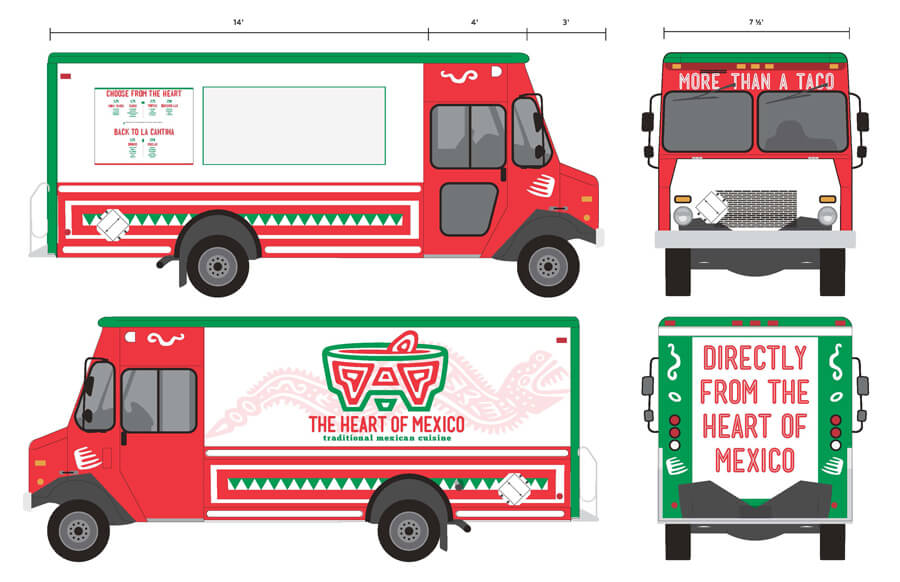 14'
4'
3'
7 ½'
CHOOSE FROM THE HEART
BACK TO LA CANTINA
MORE THAN A TACO
THE HEART OF MEXICO
traditional mexican cuisine
DIRECTLY
FROM THE
HEART OF
MEXICO